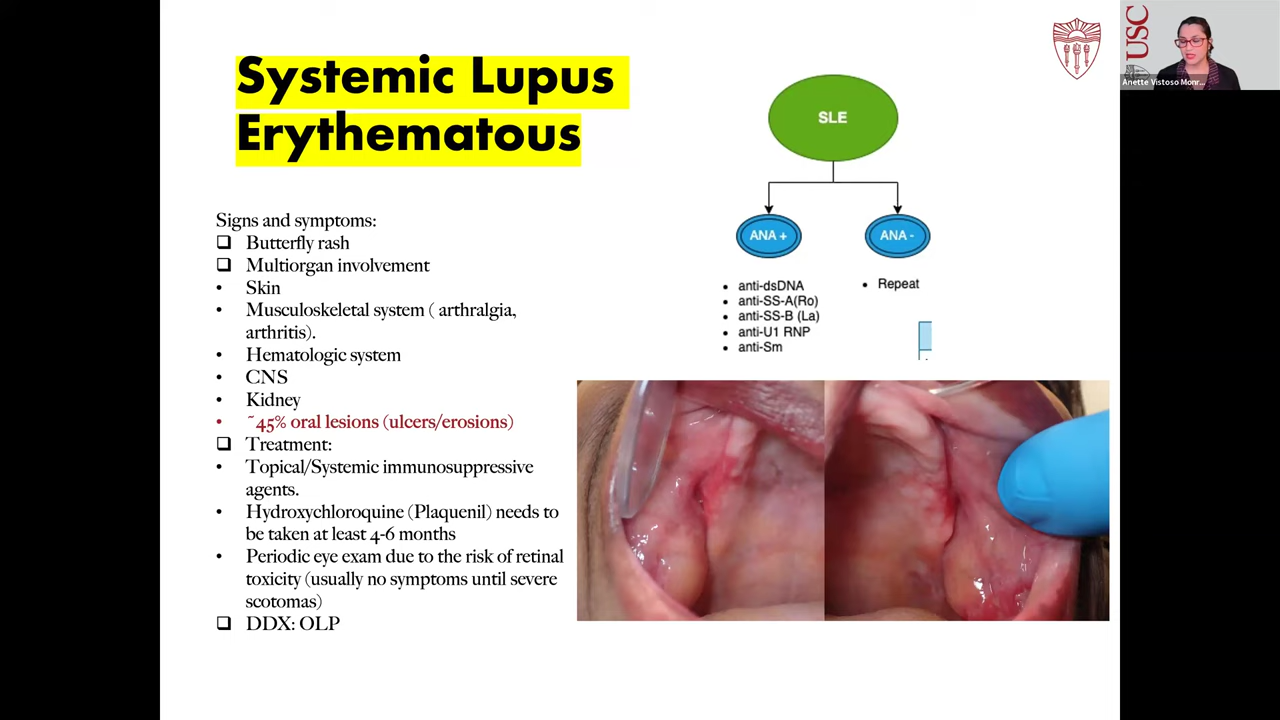 Systemic Lupus
Erythematous
Signs and symptoms:
Butterfly rash
Multiorgan involvement
• Skin
• Musculoskeletal system ( arthralgia,
arthritis).
• Hematologic system
• CNS
• Kidney
• ~45% oral lesions (ulcers/erosions)
Treatment:
• Topical/Systemic immunosuppressive
agents.
• Hydroxychloroquine (Plaquenil) needs to
be taken at least 4-6 months
• Periodic eye exam due to the risk of retinal
toxicity (usually no symptoms until severe
scotomas)
DDX: OLP
SLE
ANA +
ANA -
• anti-dsDNA
• anti-SS-A(Ro)
• anti-SS-B (La)
• anti-U1 RNP
• anti-Sm
• Repeat
USC
Anette Vistoso Monr...